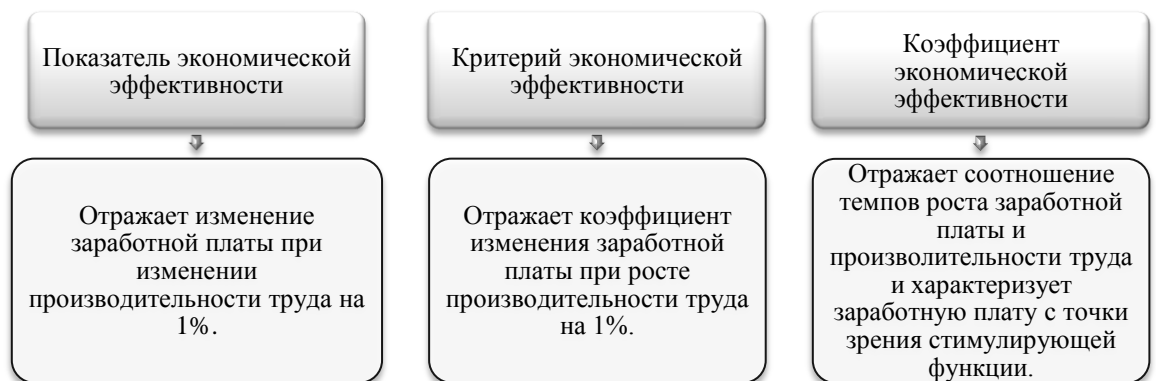 Показатель экономической
эффективности
Отражает изменение
заработной платы при
изменении
производительности труда на
1%.
Критерий экономической
эффективности
Отражает коэффициент
изменения заработной
платы при росте
производительности труда
на 1%.
Коэффициент
экономической
эффективности
Отражает соотношение
темпов роста заработной
платы и
произволительности труда
и характеризует
заработную плату с точки
зрения стимулирующей
функции.